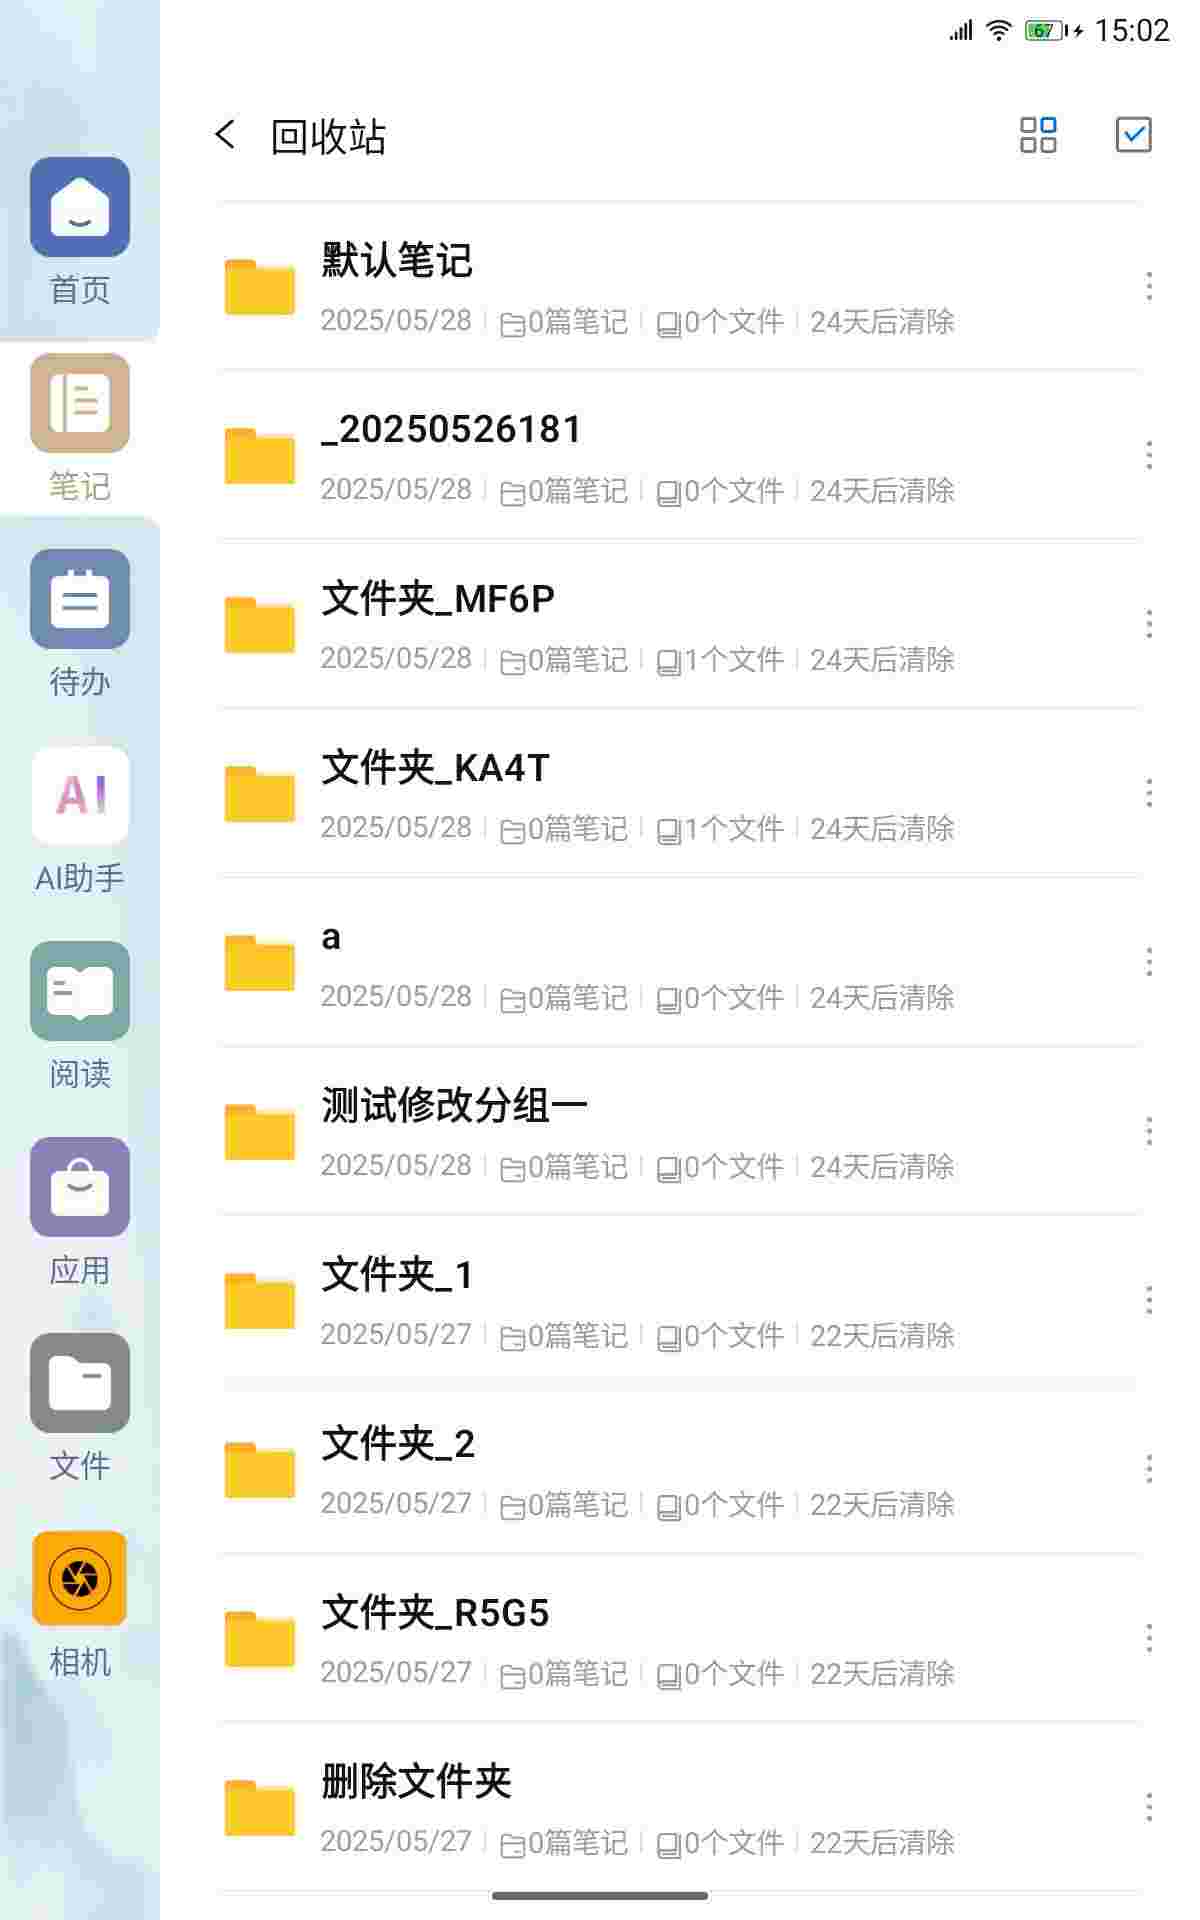 67 15:02
回收站
首页
笔记
待办
AI
AI助手
阅读
应用
文件
相机
默认笔记
2025/05/28 0篇笔记 0个文件 24天后清除
_20250526181
2025/05/28 0篇笔记 0个文件 24天后清除
文件夹_MF6P
2025/05/28 0篇笔记 1个文件 24天后清除
文件夹_KA4T
2025/05/28 0篇笔记 1个文件 24天后清除
a
2025/05/28 0篇笔记 0个文件 24天后清除
测试修改分组一
2025/05/28 0篇笔记 0个文件 24天后清除
文件夹_1
2025/05/27 0篇笔记 0个文件 22天后清除
文件夹_2
2025/05/27 0篇笔记 0个文件 22天后清除
文件夹_R5G5
2025/05/27 0篇笔记 0个文件 22天后清除
删除文件夹
2025/05/27 0篇笔记 0个文件 22天后清除